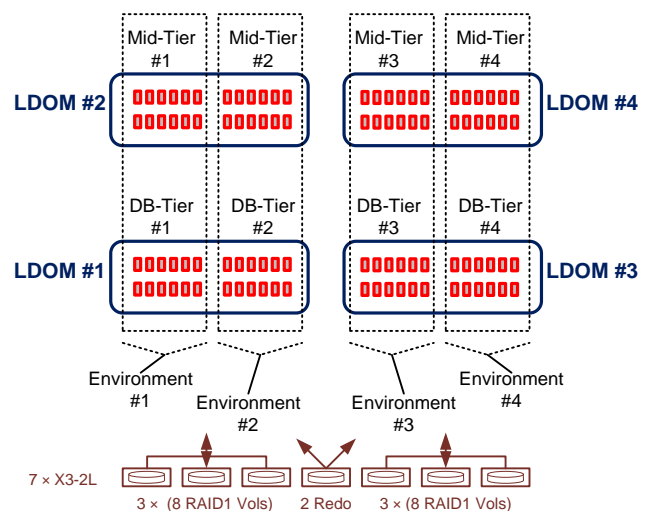 Mid-Tier Mid-Tier Mid-Tier Mid-Tier
#1 #2 #3 #4
LDOM #2 LDOM #4
DB-Tier DB-Tier DB-Tier DB-Tier
#1 #2 #3 #4
LDOM #1 LDOM #3
Environment #1
Environment #2
Environment #3
Environment #4
7 × X3-2L
3 × (8 RAID1 Vols) 2 Redo 3 × (8 RAID1 Vols)